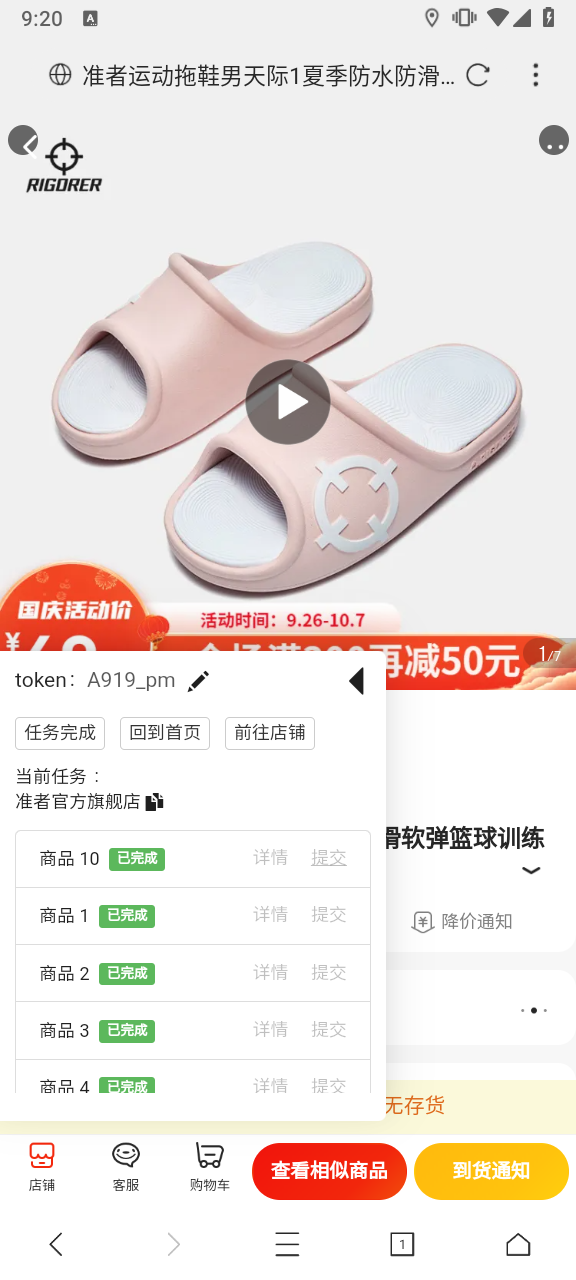 9:20
准者运动拖鞋男天际1夏季防水防滑...
RIGORER
国庆活动价
活动时间：9.26-10.7
再减50元
1/7
token： A919_pm
任务完成 回到首页 前往店铺
当前任务 ：
准者官方旗舰店
滑软弹篮球训练
商品 10 已完成 详情 提交
商品 1 已完成 详情 提交
降价通知
商品 2 已完成 详情 提交
商品 3 已完成 详情 提交
商品 4 已完成 详情 提交
无存货
店铺 客服 购物车 查看相似商品 到货通知
1